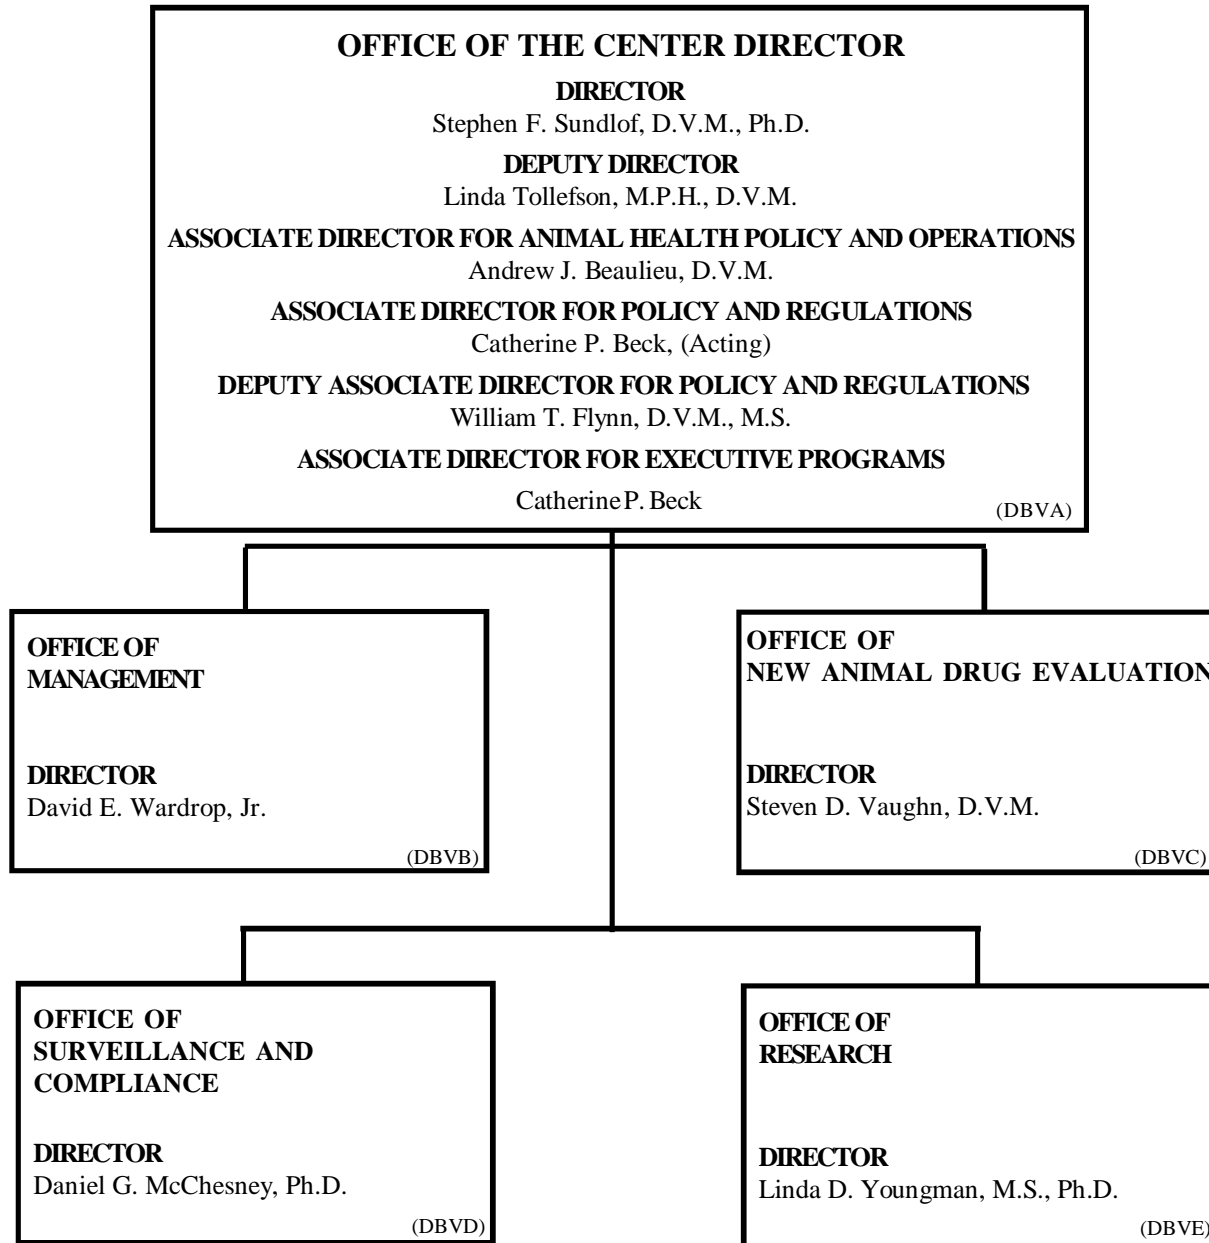 OFFICE OF THE CENTER DIRECTOR
DIRECTOR
Stephen F. Sundlof, D.V.M., Ph.D.
DEPUTY DIRECTOR
Linda Tollefson, M.P.H., D.V.M.
ASSOCIATE DIRECTOR FOR ANIMAL HEALTH POLICY AND OPERATIONS
Andrew J. Beaulieu, D.V.M.
ASSOCIATE DIRECTOR FOR POLICY AND REGULATIONS
Catherine P. Beck, (Acting)
DEPUTY ASSOCIATE DIRECTOR FOR POLICY AND REGULATIONS
William T. Flynn, D.V.M., M.S.
ASSOCIATE DIRECTOR FOR EXECUTIVE PROGRAMS
Catherine P. Beck
(DBVA)
OFFICE OF
MANAGEMENT
DIRECTOR
David E. Wardrop, Jr.
(DBVB)
OFFICE OF
NEW ANIMAL DRUG EVALUATION
DIRECTOR
Steven D. Vaughn, D.V.M.
(DBVC)
OFFICE OF
SURVEILLANCE AND
COMPLIANCE
DIRECTOR
Daniel G. McChesney, Ph.D.
(DBVD)
OFFICE OF
RESEARCH
DIRECTOR
Linda D. Youngman, M.S., Ph.D.
(DBVE)